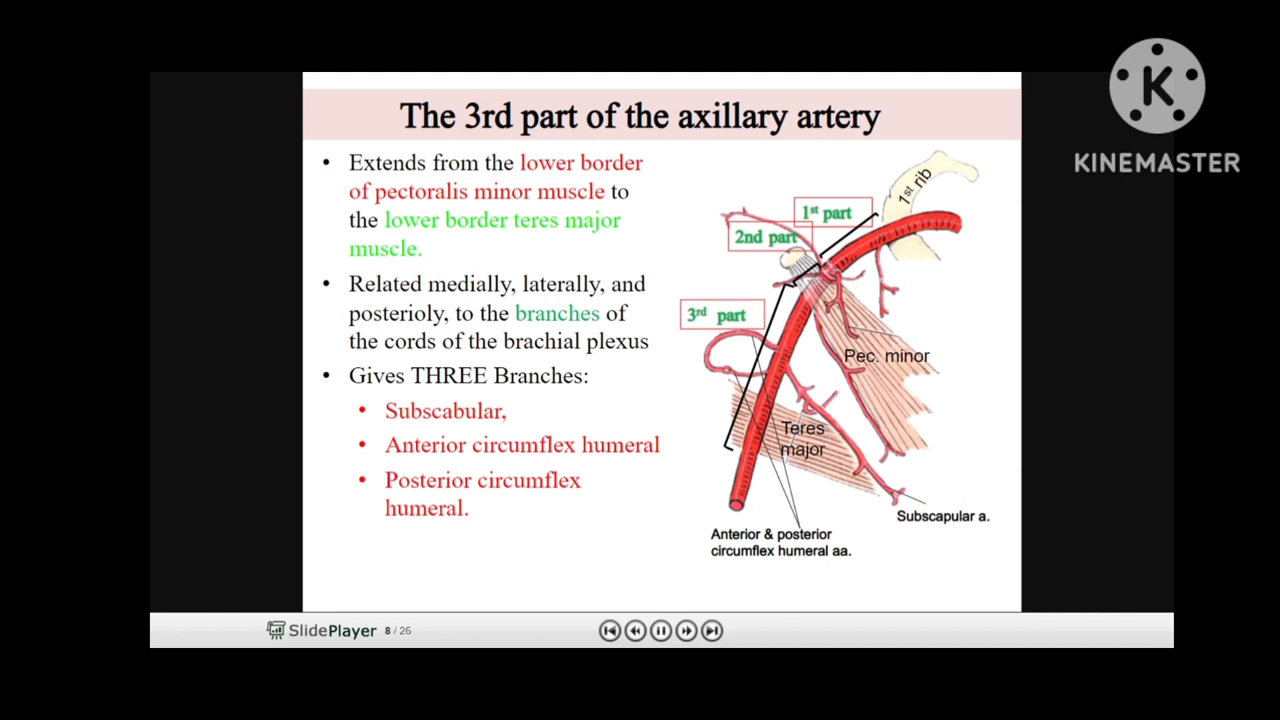 The 3rd part of the axillary artery
• Extends from the lower border
of pectoralis minor muscle to
the lower border teres major
muscle.
• Related medially, laterally, and
posterioly, to the branches of
the cords of the brachial plexus
• Gives THREE Branches:
• Subscabular,
• Anterior circumflex humeral
• Posterior circumflex
humeral.
1st rib
1st part
2nd part
3rd part
Pec. minor
Teres
major
Subscapular a.
Anterior & posterior
circumflex humeral aa.
K
KINEMASTER
SlidePlayer 8 / 26